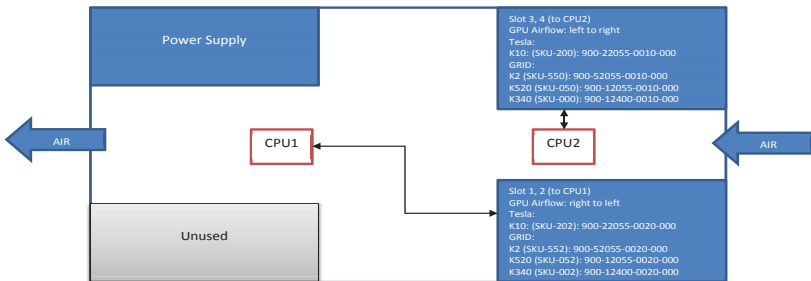 Power Supply
Slot 3, 4 (to CPU2)
GPU Airflow: left to right
Tesla:
K10: (SKU-200): 900-22055-0010-000
GRID:
K2 (SKU-550): 900-52055-0010-000
K520 (SKU-050): 900-12055-0010-000
K340 (SKU-000): 900-12400-0010-000
AIR
CPU1
CPU2
AIR
Unused
Slot 1, 2 (to CPU1)
GPU Airflow: right to left
Tesla:
K10: (SKU-202): 900-22055-0020-000
GRID:
K2 (SKU-552): 900-52055-0020-000
K520 (SKU-052): 900-12055-0020-000
K340 (SKU-002): 900-12400-0020-000